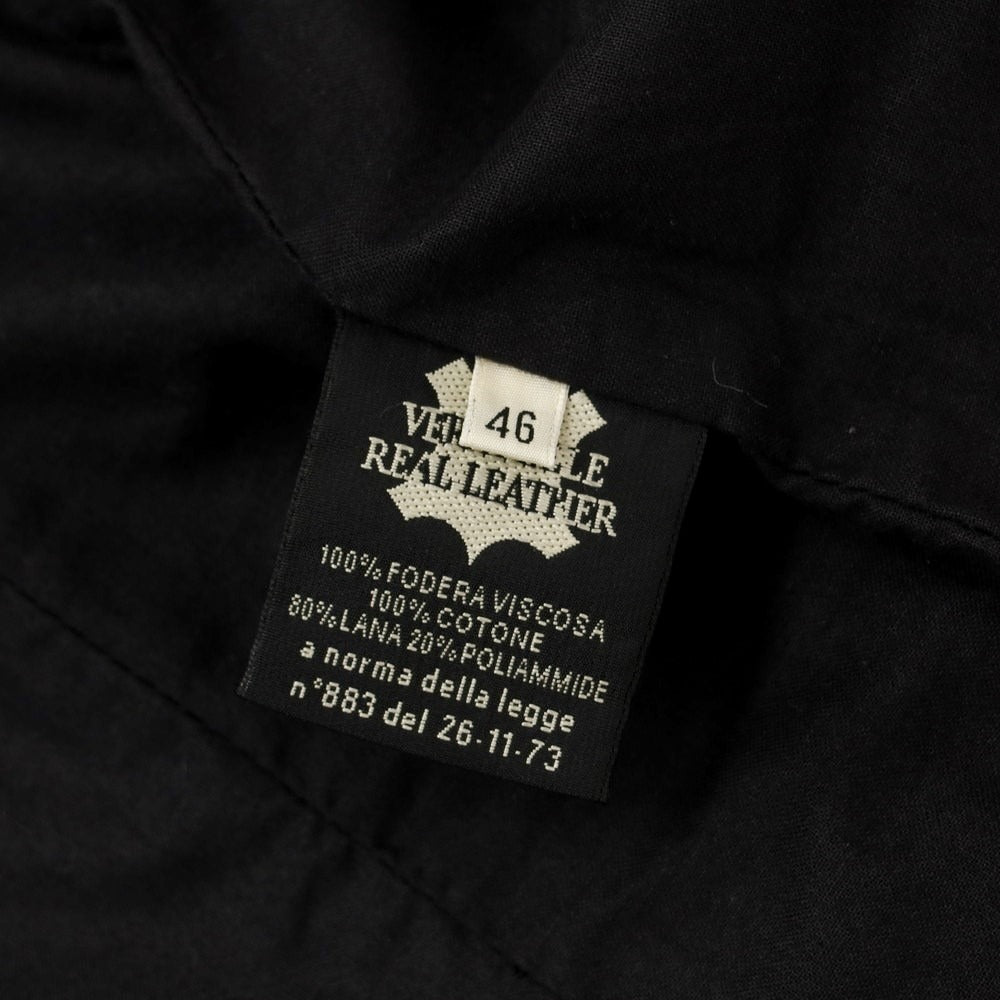 46
REAL LEATHER
100% FODERA VISCOSA
100% COTONE
80% LANA 20% POLIAMMIDE
a norma della legge
n°883 del 26-11-73